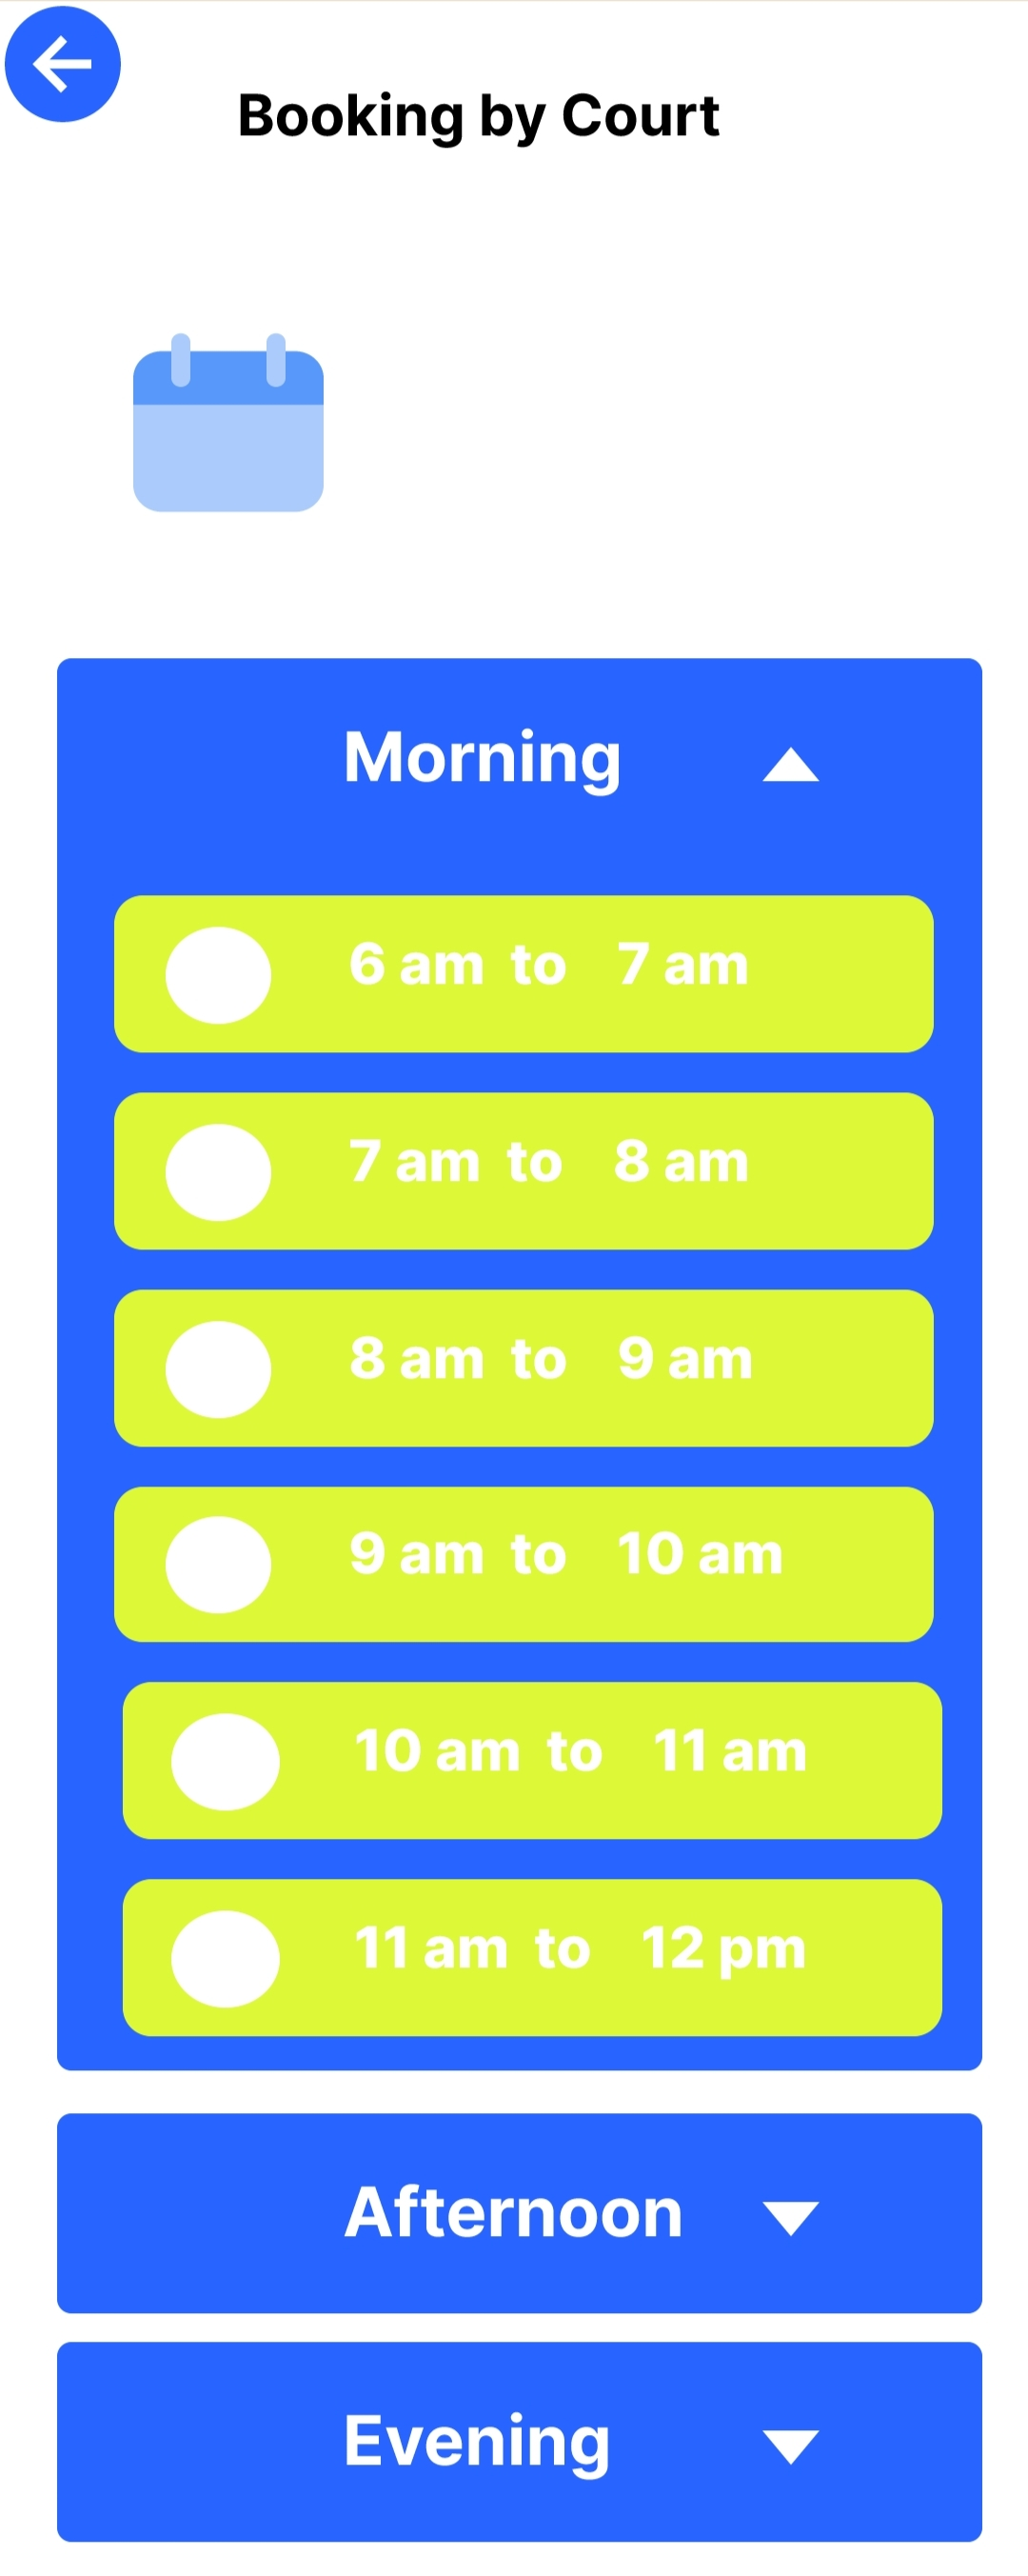 Booking by Court
Morning
6 am to 7 am
7 am to 8 am
8 am to 9 am
9 am to 10 am
10 am to 11 am
11 am to 12 pm
Afternoon
Evening